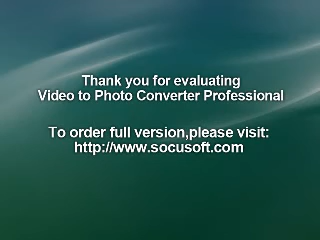 Thank you for evaluating
Video to Photo Converter Professional
To order full version,please visit:
http://www.socusoft.com